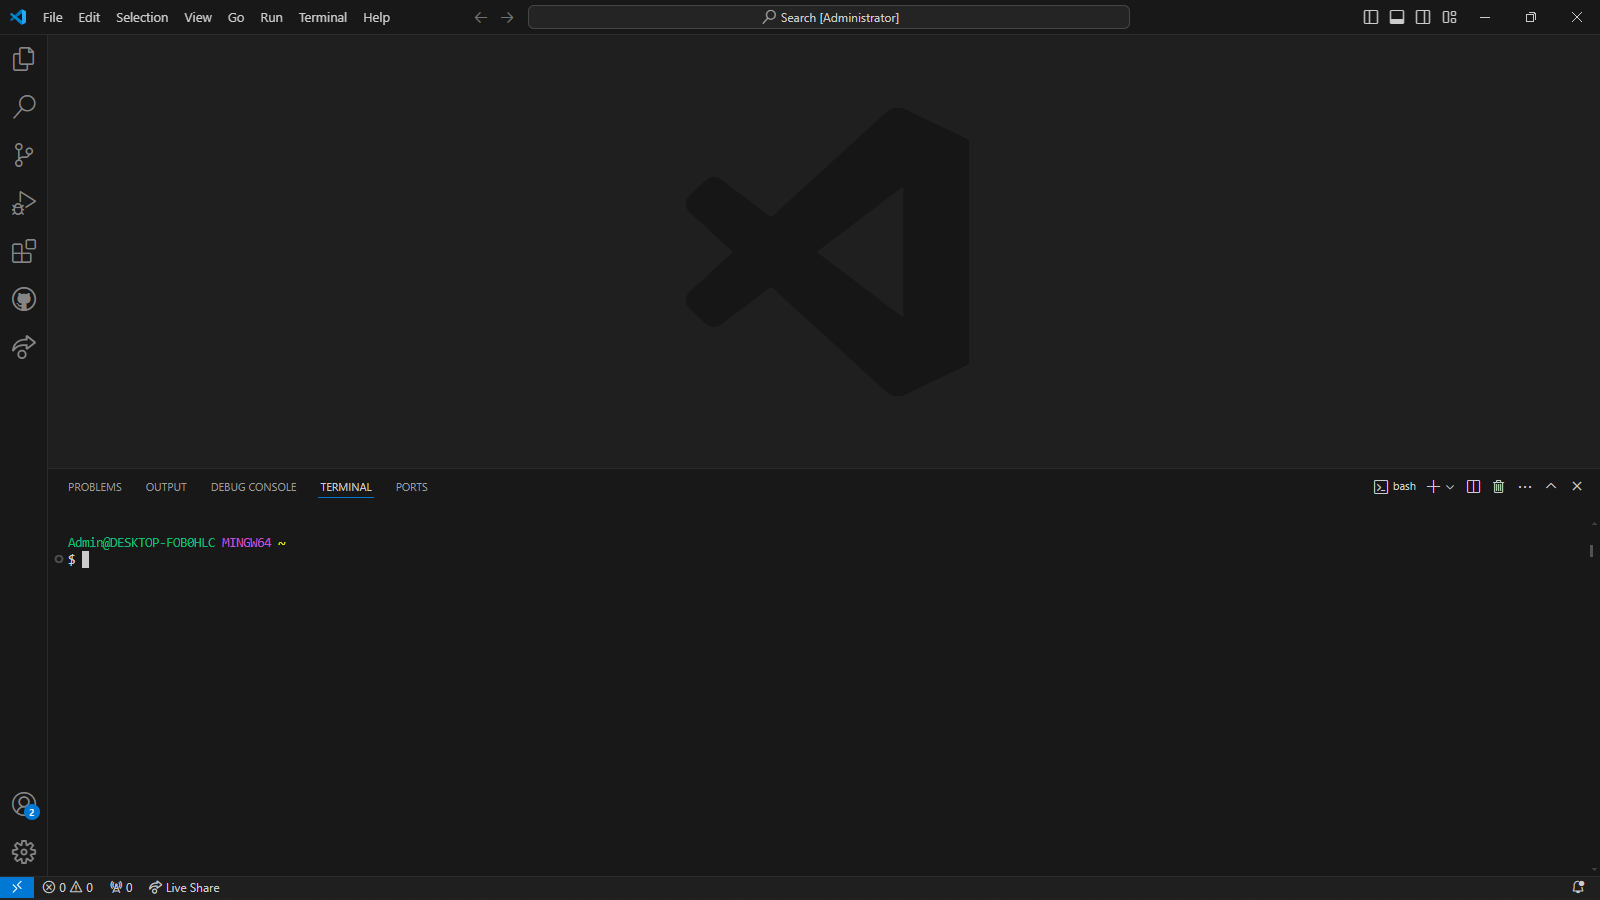 File Edit Selection View Go Run Terminal Help Search [Administrator]
PROBLEMS OUTPUT DEBUG CONSOLE TERMINAL PORTS bash
Admin@DESKTOP-FOB0HLC MINGW64 ~
$
2
0 0 0 Live Share